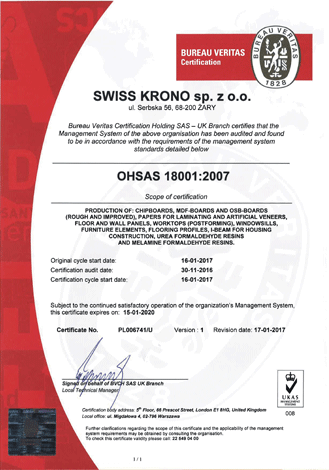 BUREAU VERITAS
Certification
BUREAU VERITAS
1828
SWISS KRONO sp. z o.o.
ul. Serbska 56, 68-200 ŻARY
Bureau Veritas Certification Holding SAS – UK Branch certifies that the
Management System of the above organisation has been audited and found
to be in accordance with the requirements of the management system
standards detailed below
OHSAS 18001:2007
Scope of certification
PRODUCTION OF: CHIPBOARDS, MDF-BOARDS AND OSB-BOARDS
(ROUGH AND IMPROVED), PAPERS FOR LAMINATING AND ARTIFICIAL VENEERS,
FLOOR AND WALL PANELS, WORKTOPS (POSTFORMING), WINDOWSILLS,
FURNITURE ELEMENTS, FLOORING PROFILES, I-BEAM FOR HOUSING
CONSTRUCTION, UREA FORMALDEHYDE RESINS
AND MELAMINE FORMALDEHYDE RESINS.
Original cycle start date: 16-01-2017
Certification audit date: 30-11-2016
Certification cycle start date: 16-01-2017
Subject to the continued satisfactory operation of the organization's Management System,
this certificate expires on: 15-01-2020
Certificate No. PL006741/U Version : 1 Revision date: 17-01-2017
Signed on behalf of BVCH SAS UK Branch
Local Technical Manager
UKAS
MANAGEMENT
SYSTEMS
008
Certification body address: 5th Floor, 66 Prescot Street, London E1 8HG, United Kingdom
Local office: ul. Migdałowa 4, 02-796 Warszawa
Further clarifications regarding the scope of this certificate and the applicability of the management
system requirements may be obtained by consulting the organisation.
To check this certificate validity please call: 22 549 04 00
1 / 1